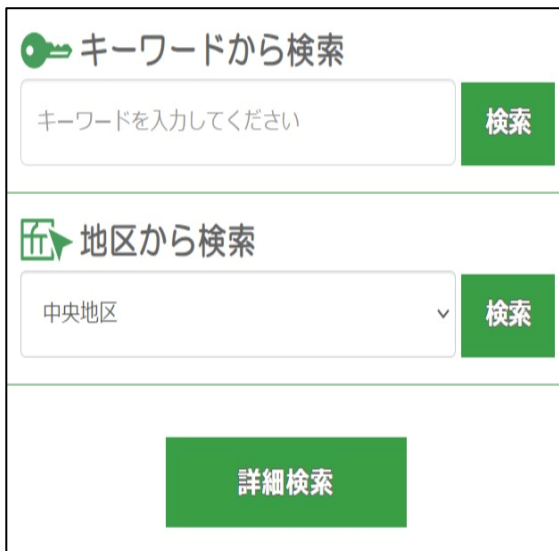 キーワードから検索
キーワードを入力してください
検索
地区から検索
中央地区
検索
詳細検索